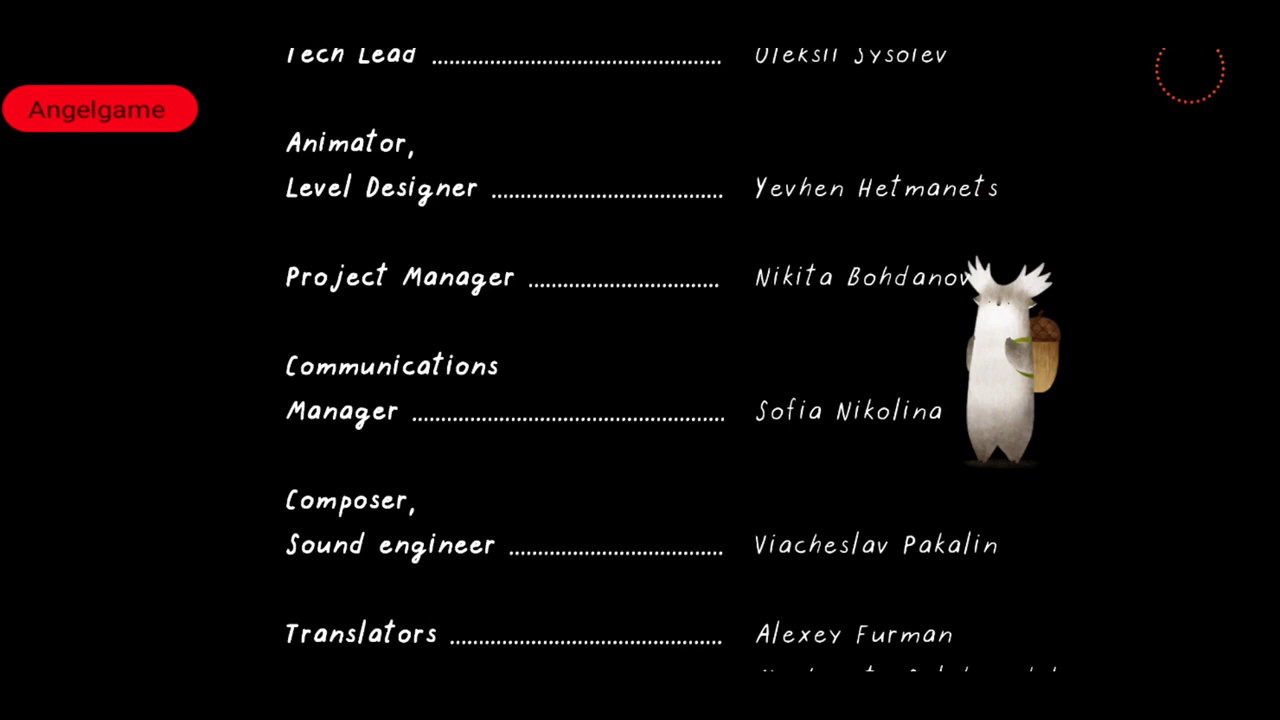 Tech Lead ........ Oleksii Sysolev
Angelgame
Animator,
Level Designer ........ Yevhen Hetmanets
Project Manager ........ Nikita Bohdanov
Communications
Manager ........ Sofia Nikolina
Composer,
Sound engineer ........ Viacheslav Pakalin
Translators ........ Alexey Furman